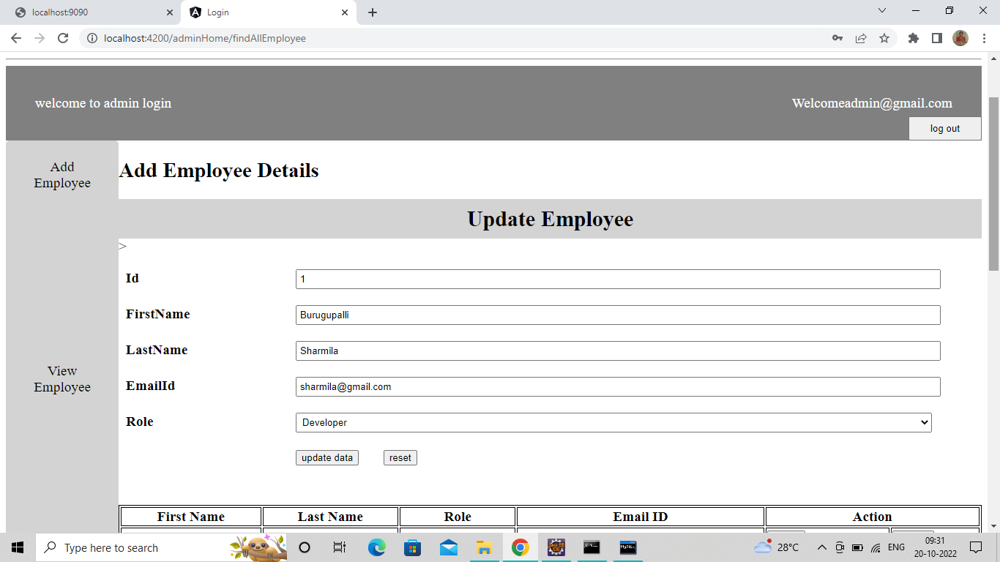 localhost:9090
Login
localhost:4200/adminHome/findAllEmployee
welcome to admin login
Welcomeadmin@gmail.com
log out
Add
Employee
View
Employee
Add Employee Details
Update Employee
>
Id
1
FirstName
Burugupalli
LastName
Sharmila
EmailId
sharmila@gmail.com
Role
Developer
update data
reset
First Name
Last Name
Role
Email ID
Action
Type here to search
28°C
ENG
09:31
20-10-2022